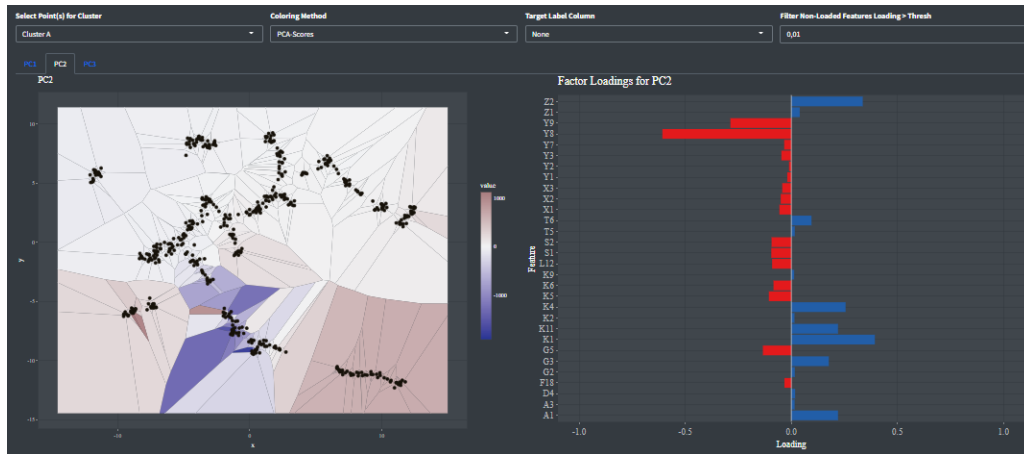 Select Point(s) for Cluster
Coloring Method
Target Label Column
Filter Non-Loaded Features Loading > Thresh
Cluster A
PCA-Scores
None
0,01
PC1
PC2
PC3
PC2
10
5
0
-5
-10
-15
y
-10
0
10
x
value
1000
0
-1000
Factor Loadings for PC2
Feature
Z2
Z1
Y9
Y8
Y7
Y3
Y2
Y1
X3
X2
X1
T6
T5
S2
S1
L12
K9
K6
K5
K4
K2
K11
K1
G5
G3
G2
F18
D4
A3
A1
-1.0
-0.5
0.0
0.5
1.0
Loading